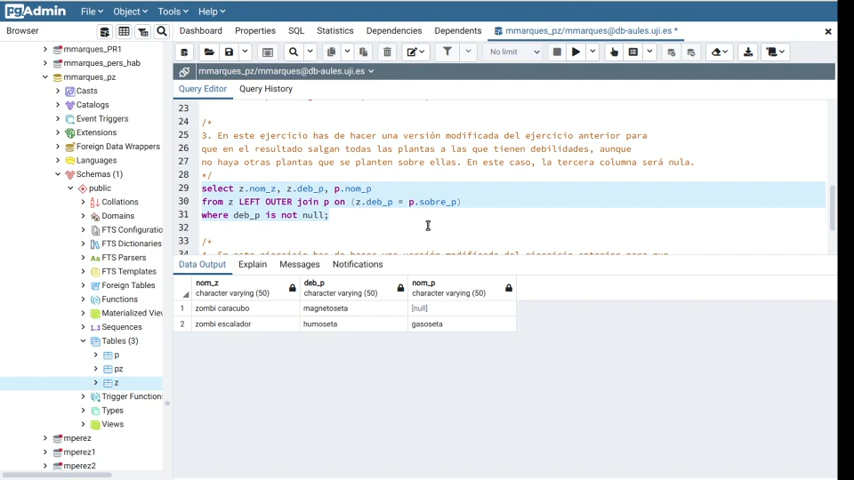 pgAdmin File Object Tools Help
Browser
Dashboard Properties SQL Statistics Dependencies Dependents mmarques_pz/mmarques@db-aules.uji.es *
mmarques_PR1
mmarques_pers_hab
mmarques_pz
Casts
Catalogs
Event Triggers
Extensions
Foreign Data Wrappers
Languages
Schemas (1)
public
Collations
Domains
FTS Configuratio
FTS Dictionaries
FTS Parsers
FTS Templates
Foreign Tables
Functions
Materialized View
Sequences
Tables (3)
p
pz
z
Trigger Function
Types
Views
mperez
mperez1
mperez2
No limit
mmarques_pz/mmarques@db-aules.uji.es
Query Editor Query History
23
24 /*
25 3. En este ejercicio has de hacer una versión modificada del ejercicio anterior para
26 que en el resultado salgan todas las plantas a las que tienen debilidades, aunque
27 no haya otras plantas que se planten sobre ellas. En este caso, la tercera columna será nula.
28 */
29 select z.nom_z, z.deb_p, p.nom_p
30 from z LEFT OUTER join p on (z.deb_p = p.sobre_p)
31 where deb_p is not null;
32
33 /*
34
Data Output Explain Messages Notifications
nom_z deb_p nom_p
character varying (50) character varying (50) character varying (50)
1 zombi caracubo magnetoseta [null]
2 zombi escalador humoseta gasoseta